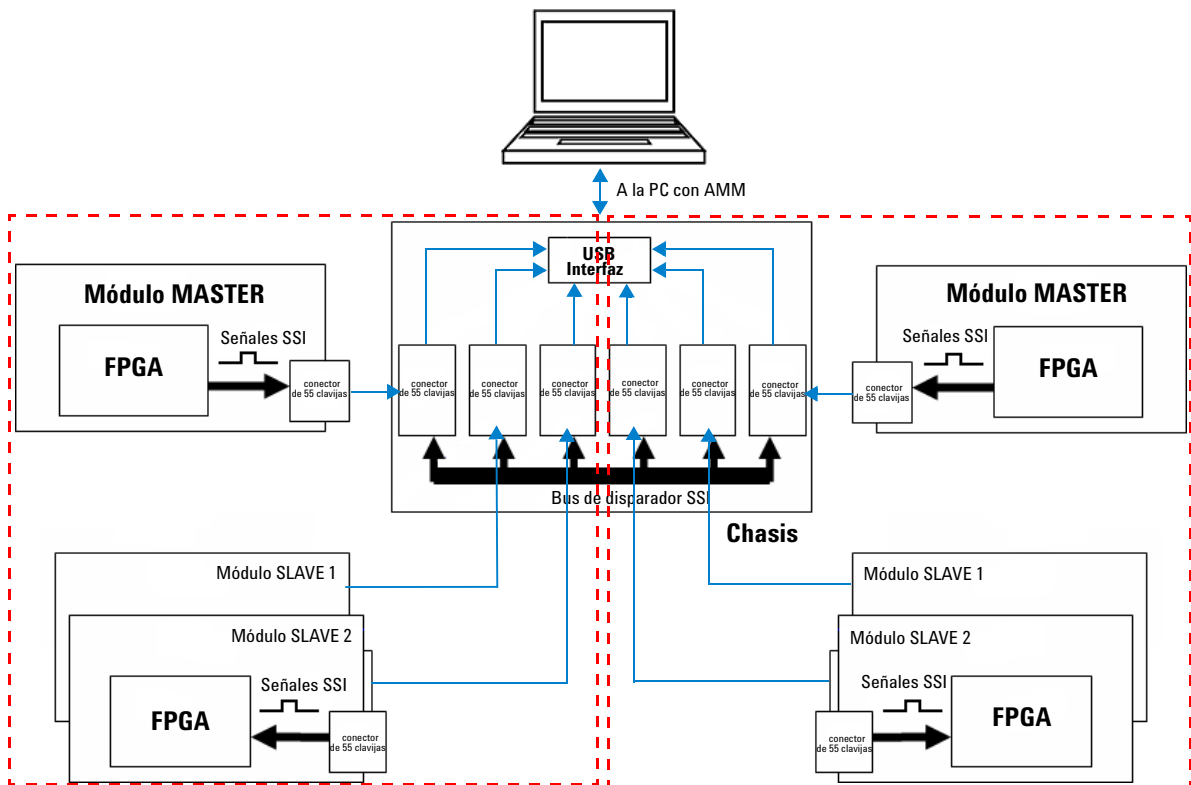 A la PC con AMM
USB
Interfaz
Módulo MASTER
FPGA
Señales SSI
conector
de 55 clavijas
conector
de 55 clavijas
conector
de 55 clavijas
conector
de 55 clavijas
conector
de 55 clavijas
conector
de 55 clavijas
conector
de 55 clavijas
Módulo MASTER
Señales SSI
FPGA
conector
de 55 clavijas
Bus de disparador SSI
Chasis
Módulo SLAVE 1
Módulo SLAVE 2
Señales SSI
FPGA
conector
de 55 clavijas
Módulo SLAVE 1
Módulo SLAVE 2
Señales SSI
FPGA
conector
de 55 clavijas